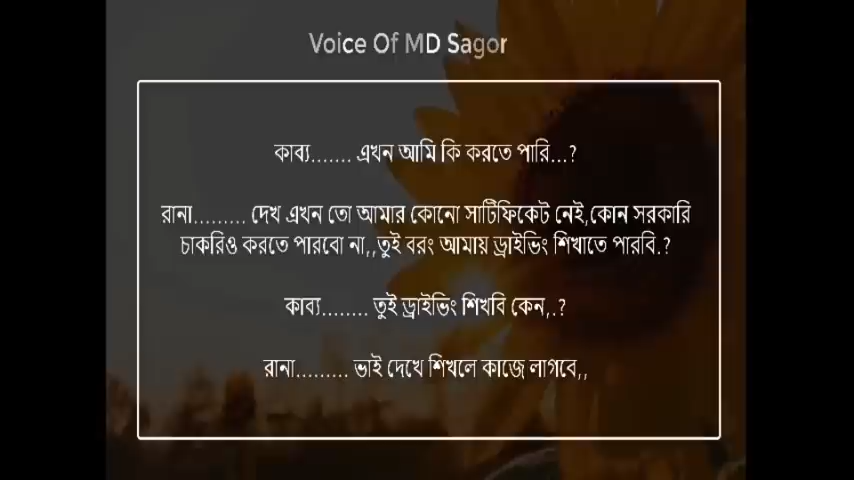 Voice Of MD Sagor
কাব্য....... এখন আমি কি করতে পারি...?
রানা......... দেখ এখন তো আমার কোনো সার্টিফিকেট নেই,কোন সরকারি
চাকরিও করতে পারবো না,,তুই বরং আমায় ড্রাইভিং শিখাতে পারবি.?
কাব্য........ তুই ড্রাইভিং শিখবি কেন,.?
রানা......... ভাই দেখে শিখলে কাজে লাগবে,,